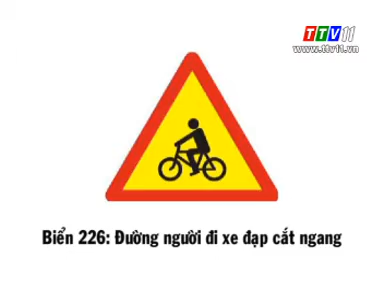 TTV11
www.ttv11.vn
Biển 226: Đường người đi xe đạp cắt ngang